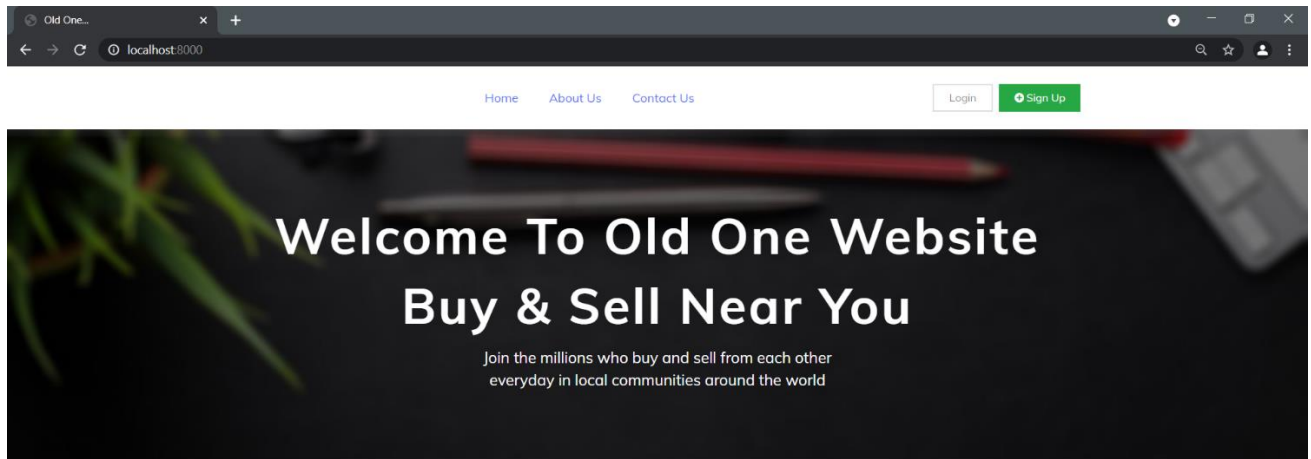 Old One...
localhost:8000
Home About Us Contact Us Login Sign Up
Welcome To Old One Website
Buy & Sell Near You
Join the millions who buy and sell from each other
everyday in local communities around the world